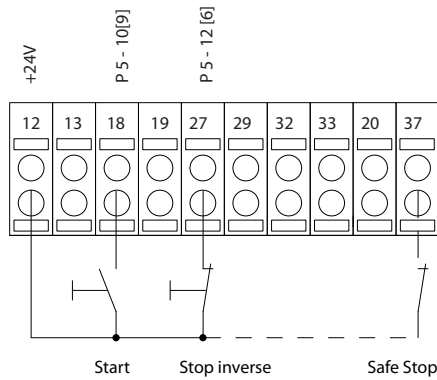 +24V
P 5 - 10[9]
P 5 - 12 [6]
12 13 18 19 27 29 32 33 20 37
Start Stop inverse Safe Stop